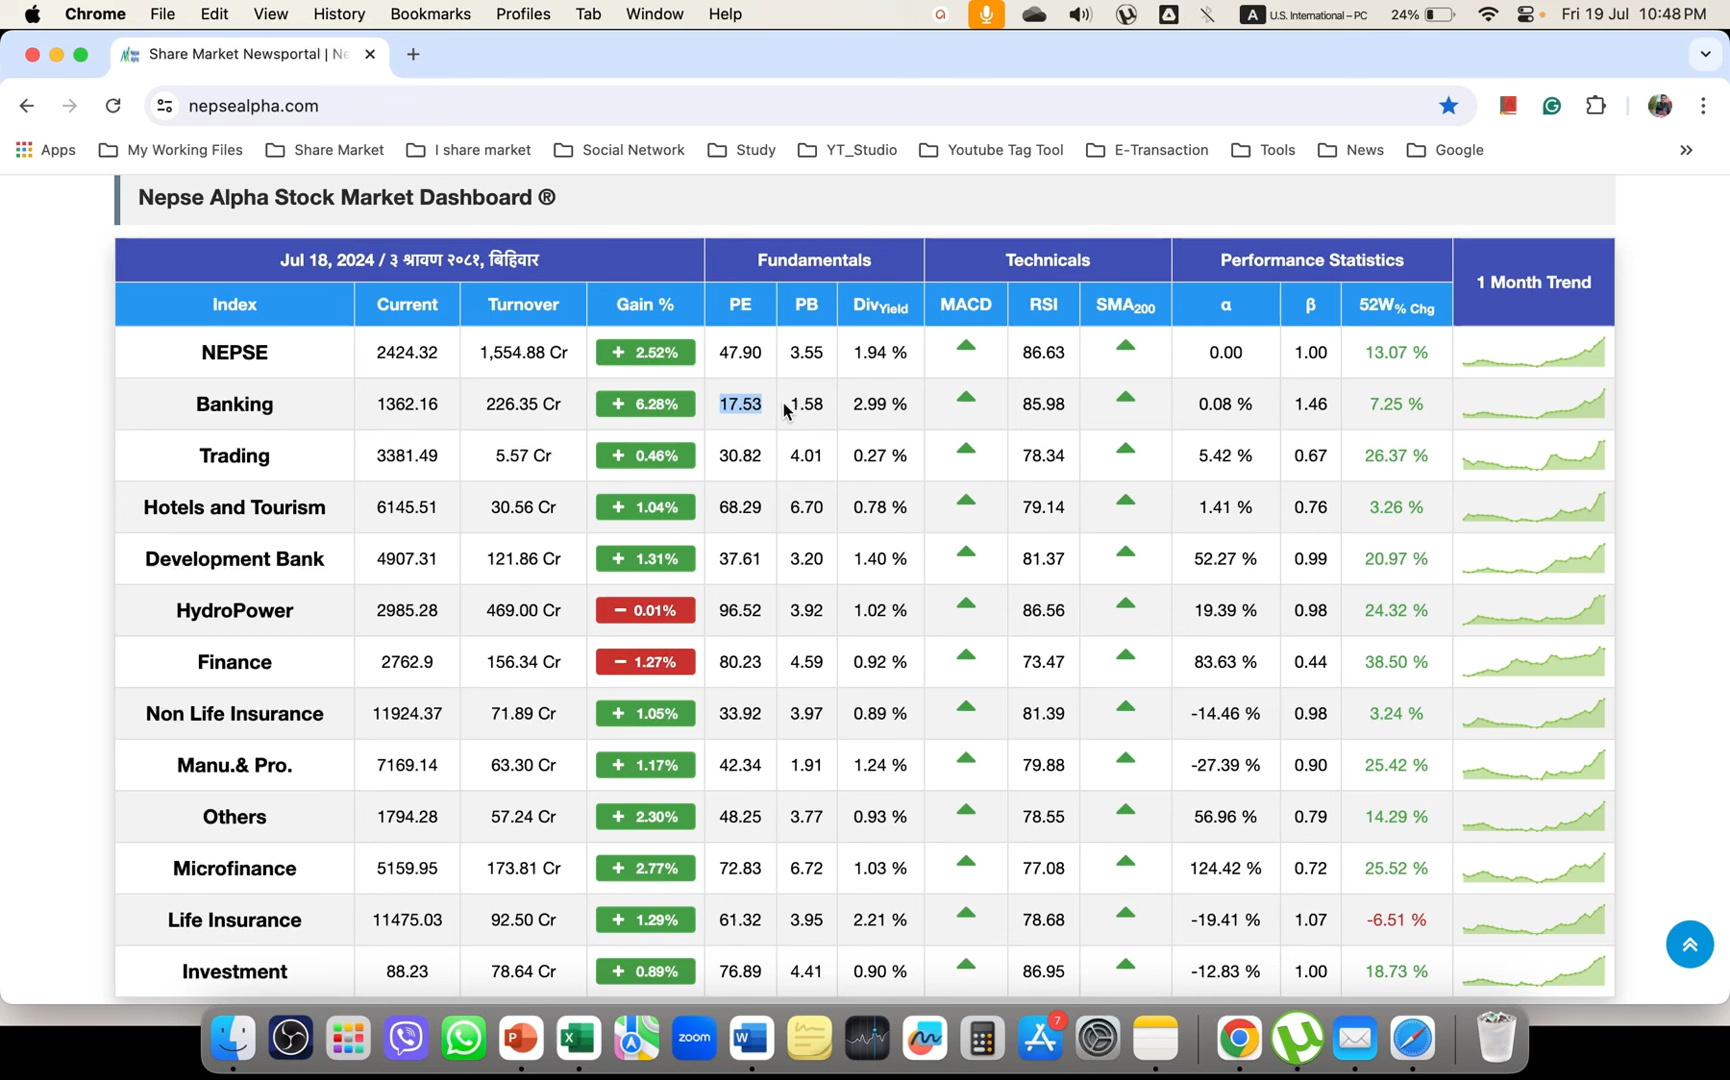 Chrome File Edit View History Bookmarks Profiles Tab Window Help A U.S. International – PC 24% Fri 19 Jul 10:48 PM
Share Market Newsportal | Ne
nepsealpha.com
Apps My Working Files Share Market I share market Social Network Study YT_Studio Youtube Tag Tool E-Transaction Tools News Google
Nepse Alpha Stock Market Dashboard ®
Jul 18, 2024 / ३ श्रावण २०८१, बिहिवार Fundamentals Technicals Performance Statistics 1 Month Trend
Index Current Turnover Gain % PE PB DivYield MACD RSI SMA200 α β 52W% Chg
NEPSE 2424.32 1,554.88 Cr + 2.52% 47.90 3.55 1.94 % 86.63 0.00 1.00 13.07 %
Banking 1362.16 226.35 Cr + 6.28% 17.53 1.58 2.99 % 85.98 0.08 % 1.46 7.25 %
Trading 3381.49 5.57 Cr + 0.46% 30.82 4.01 0.27 % 78.34 5.42 % 0.67 26.37 %
Hotels and Tourism 6145.51 30.56 Cr + 1.04% 68.29 6.70 0.78 % 79.14 1.41 % 0.76 3.26 %
Development Bank 4907.31 121.86 Cr + 1.31% 37.61 3.20 1.40 % 81.37 52.27 % 0.99 20.97 %
HydroPower 2985.28 469.00 Cr − 0.01% 96.52 3.92 1.02 % 86.56 19.39 % 0.98 24.32 %
Finance 2762.9 156.34 Cr − 1.27% 80.23 4.59 0.92 % 73.47 83.63 % 0.44 38.50 %
Non Life Insurance 11924.37 71.89 Cr + 1.05% 33.92 3.97 0.89 % 81.39 -14.46 % 0.98 3.24 %
Manu.& Pro. 7169.14 63.30 Cr + 1.17% 42.34 1.91 1.24 % 79.88 -27.39 % 0.90 25.42 %
Others 1794.28 57.24 Cr + 2.30% 48.25 3.77 0.93 % 78.55 56.96 % 0.79 14.29 %
Microfinance 5159.95 173.81 Cr + 2.77% 72.83 6.72 1.03 % 77.08 124.42 % 0.72 25.52 %
Life Insurance 11475.03 92.50 Cr + 1.29% 61.32 3.95 2.21 % 78.68 -19.41 % 1.07 -6.51 %
Investment 88.23 78.64 Cr + 0.89% 76.89 4.41 0.90 % 86.95 -12.83 % 1.00 18.73 %
P X zoom W 7